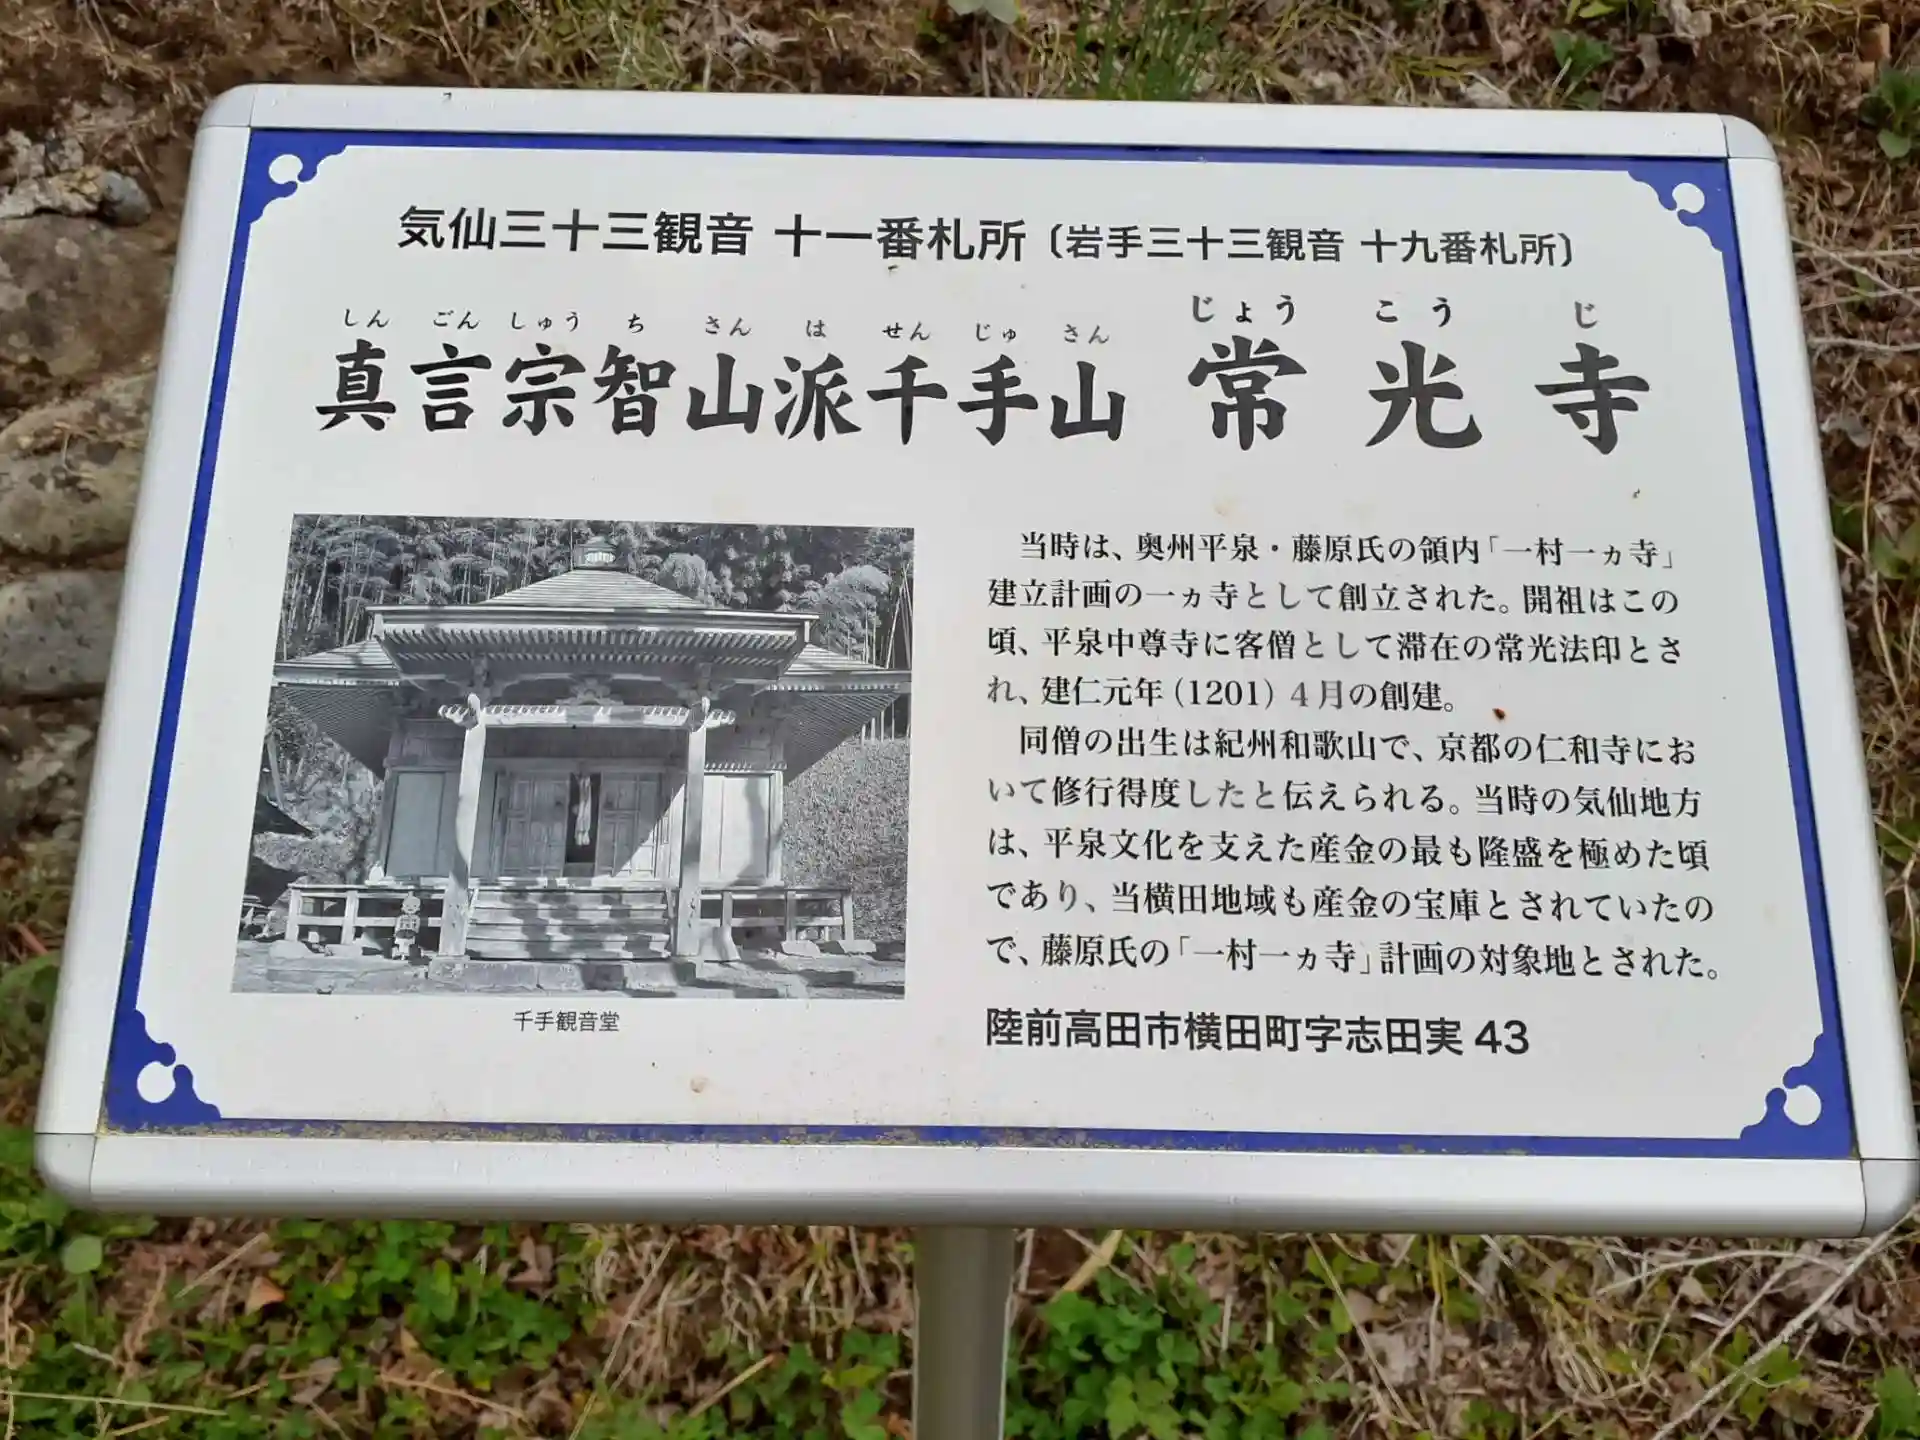 気仙三十三観音 十一番札所〔岩手三十三観音 十九番札所〕
しん ごん しゅう ち さん は せん じゅ さん じょう こう じ
真言宗智山派千手山 常光寺
当時は、奥州平泉・藤原氏の領内「一村一ヵ寺」
建立計画の一ヵ寺として創立された。開祖はこの
頃、平泉中尊寺に客僧として滞在の常光法印とさ
れ、建仁元年(1201)4月の創建。
同僧の出生は紀州和歌山で、京都の仁和寺にお
いて修行得度したと伝えられる。当時の気仙地方
は、平泉文化を支えた産金の最も隆盛を極めた頃
であり、当横田地域も産金の宝庫とされていたの
で、藤原氏の「一村一ヵ寺」計画の対象地とされた。
千手観音堂
陸前高田市横田町字志田実 43